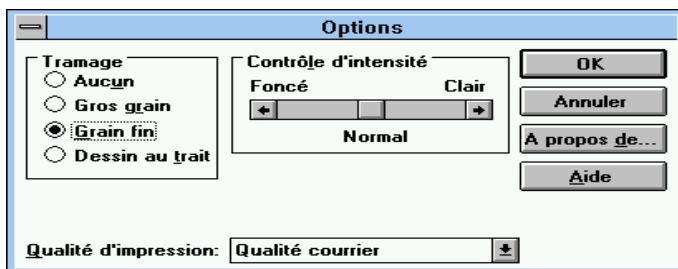 Options
Tramage
Aucun
Gros grain
Grain fin
Dessin au trait
Contrôle d'intensité
Foncé Clair
Normal
OK
Annuler
A propos de...
Aide
Qualité d'impression: Qualité courrier